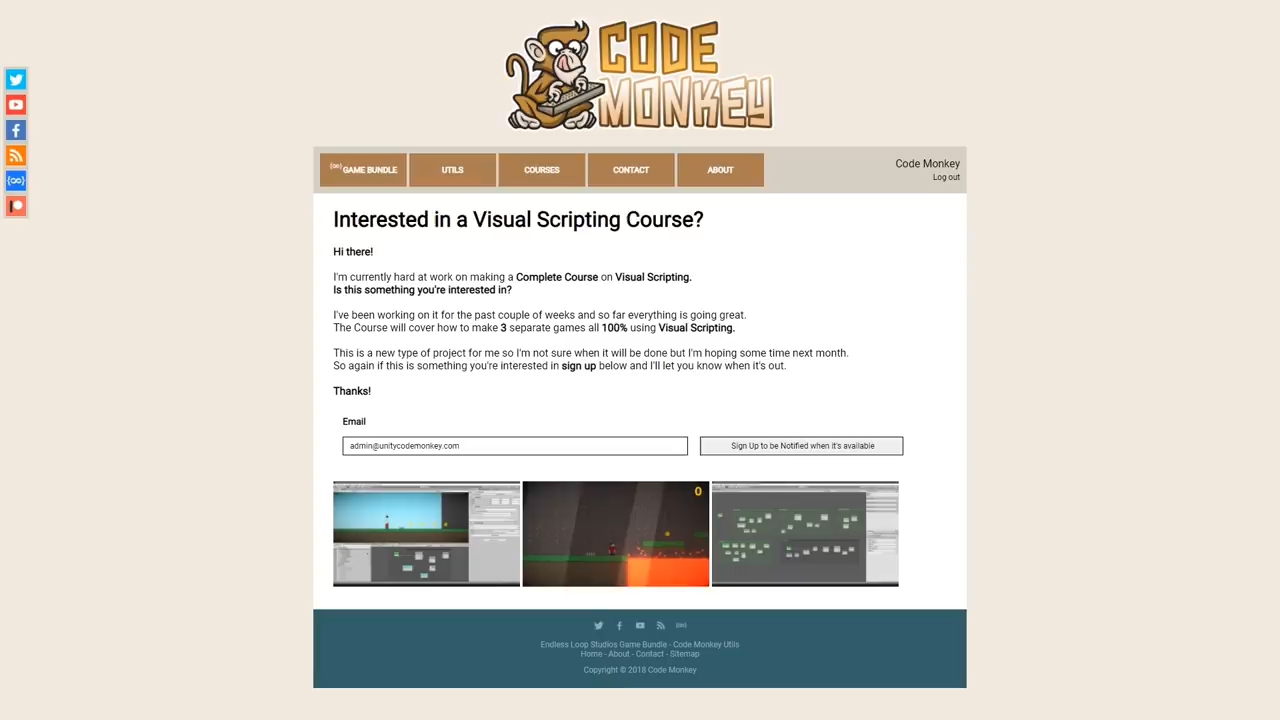 CODE
MONKEY
GAME BUNDLE
UTILS
COURSES
CONTACT
ABOUT
Code Monkey
Log out
Interested in a Visual Scripting Course?
Hi there!
I'm currently hard at work on making a Complete Course on Visual Scripting.
Is this something you're interested in?
I've been working on it for the past couple of weeks and so far everything is going great.
The Course will cover how to make 3 separate games all 100% using Visual Scripting.
This is a new type of project for me so I'm not sure when it will be done but I'm hoping some time next month.
So again if this is something you're interested in sign up below and I'll let you know when it's out.
Thanks!
Email
admin@unitycodemonkey.com
Sign Up to be Notified when it's available
0
Endless Loop Studios Game Bundle - Code Monkey Utils
Home - About - Contact - Sitemap
Copyright © 2018 Code Monkey